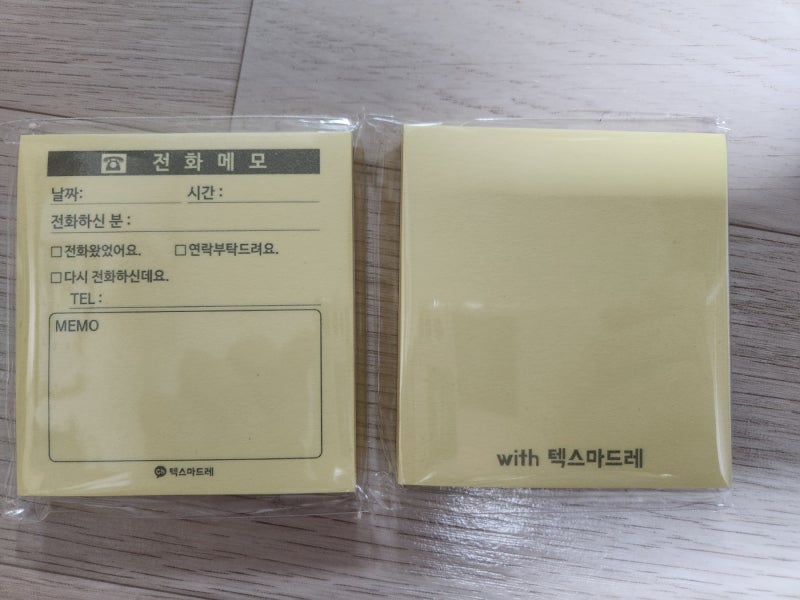 전화메모
날짜: 시간 :
전화하신 분 :
□ 전화왔었어요. □ 연락부탁드려요.
□ 다시 전화하신데요.
TEL :
MEMO
Ch 텍스마드레
with 텍스마드레